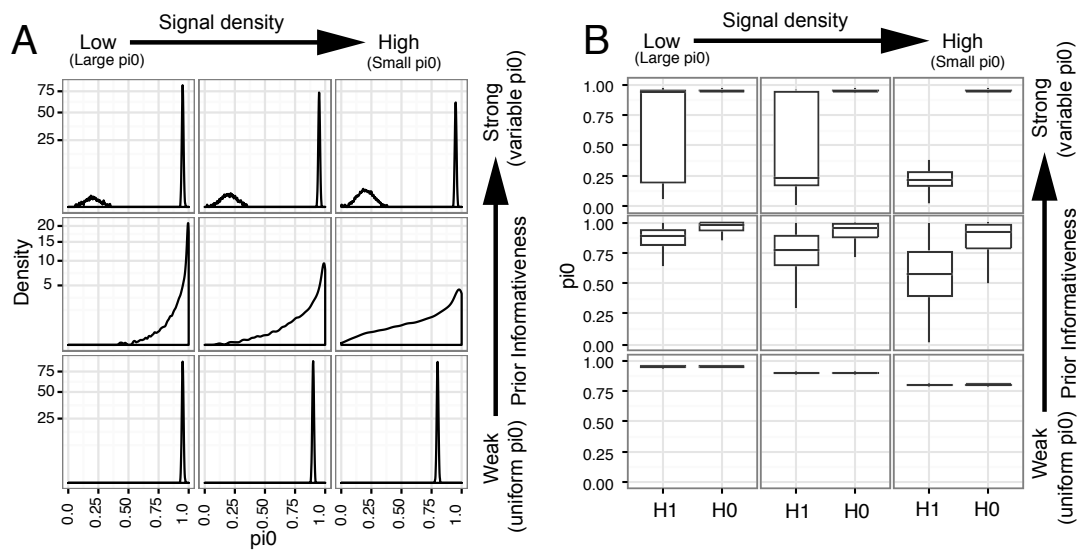 A
Signal density
Low
(Large pi0)
High
(Small pi0)
75
50
25
20
15
10
5
75
50
25
Density
0.0
0.25
0.50
0.75
1.0
0.0
0.25
0.50
0.75
1.0
0.0
0.25
0.50
0.75
1.0
pi0
Strong
(variable pi0)
Prior Informativeness
Weak
(uniform pi0)
B
Signal density
Low
(Large pi0)
High
(Small pi0)
1.00
0.75
0.50
0.25
0.00
1.00
0.75
0.50
0.25
0.00
1.00
0.75
0.50
0.25
0.00
pi0
H1 H0 H1 H0 H1 H0
Strong
(variable pi0)
Prior Informativeness
Weak
(uniform pi0)